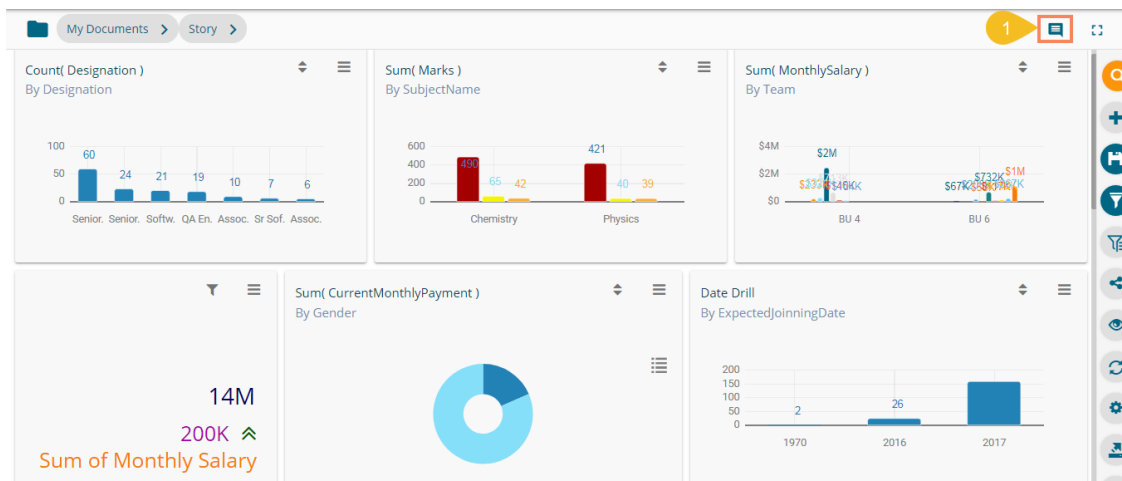 My Documents > Story >
1
Count( Designation )
By Designation
100
50
0
60
24
21
19
10
7
6
Senior. Senior. Softw. QA En. Assoc. Sr Sof. Assoc.
Sum( Marks )
By SubjectName
600
400
200
0
490
65
42
421
40
39
Chemistry
Physics
Sum( MonthlySalary )
By Team
$4M
$2M
$0
$2M
$67K
$732K
$1M
BU 4
BU 6
14M
200K
Sum of Monthly Salary
Sum( CurrentMonthlyPayment )
By Gender
Date Drill
By ExpectedJoinningDate
200
150
100
50
0
2
26
1970
2016
2017